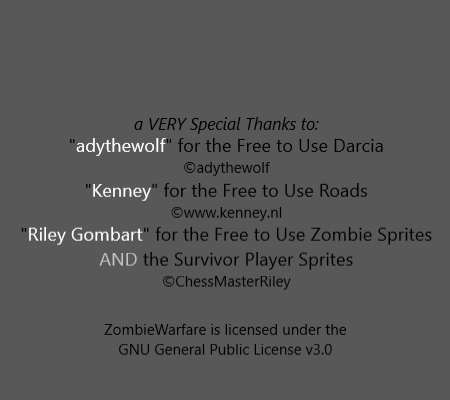 a VERY Special Thanks to:
"adythewolf" for the Free to Use Darcia
©adythewolf
"Kenney" for the Free to Use Roads
©www.kenney.nl
"Riley Gombart" for the Free to Use Zombie Sprites
AND the Survivor Player Sprites
©ChessMasterRiley
ZombieWarfare is licensed under the
GNU General Public License v3.0